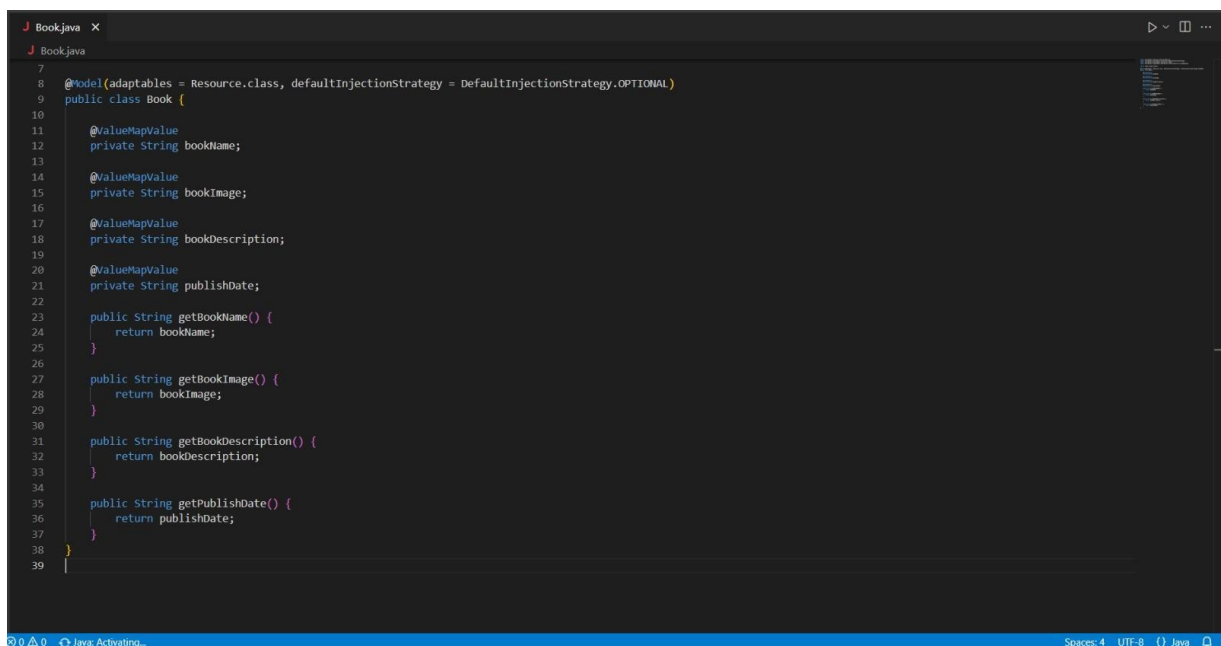 J Book.java X
J Book.java
7
8 @Model(adaptables = Resource.class, defaultInjectionStrategy = DefaultInjectionStrategy.OPTIONAL)
9 public class Book {
10
11 @ValueMapValue
12 private String bookName;
13
14 @ValueMapValue
15 private String bookImage;
16
17 @ValueMapValue
18 private String bookDescription;
19
20 @ValueMapValue
21 private String publishDate;
22
23 public String getBookName() {
24 return bookName;
25 }
26
27 public String getBookImage() {
28 return bookImage;
29 }
30
31 public String getBookDescription() {
32 return bookDescription;
33 }
34
35 public String getPublishDate() {
36 return publishDate;
37 }
38 }
39
0 0 Java: Activating... Spaces: 4 UTF-8 {} Java